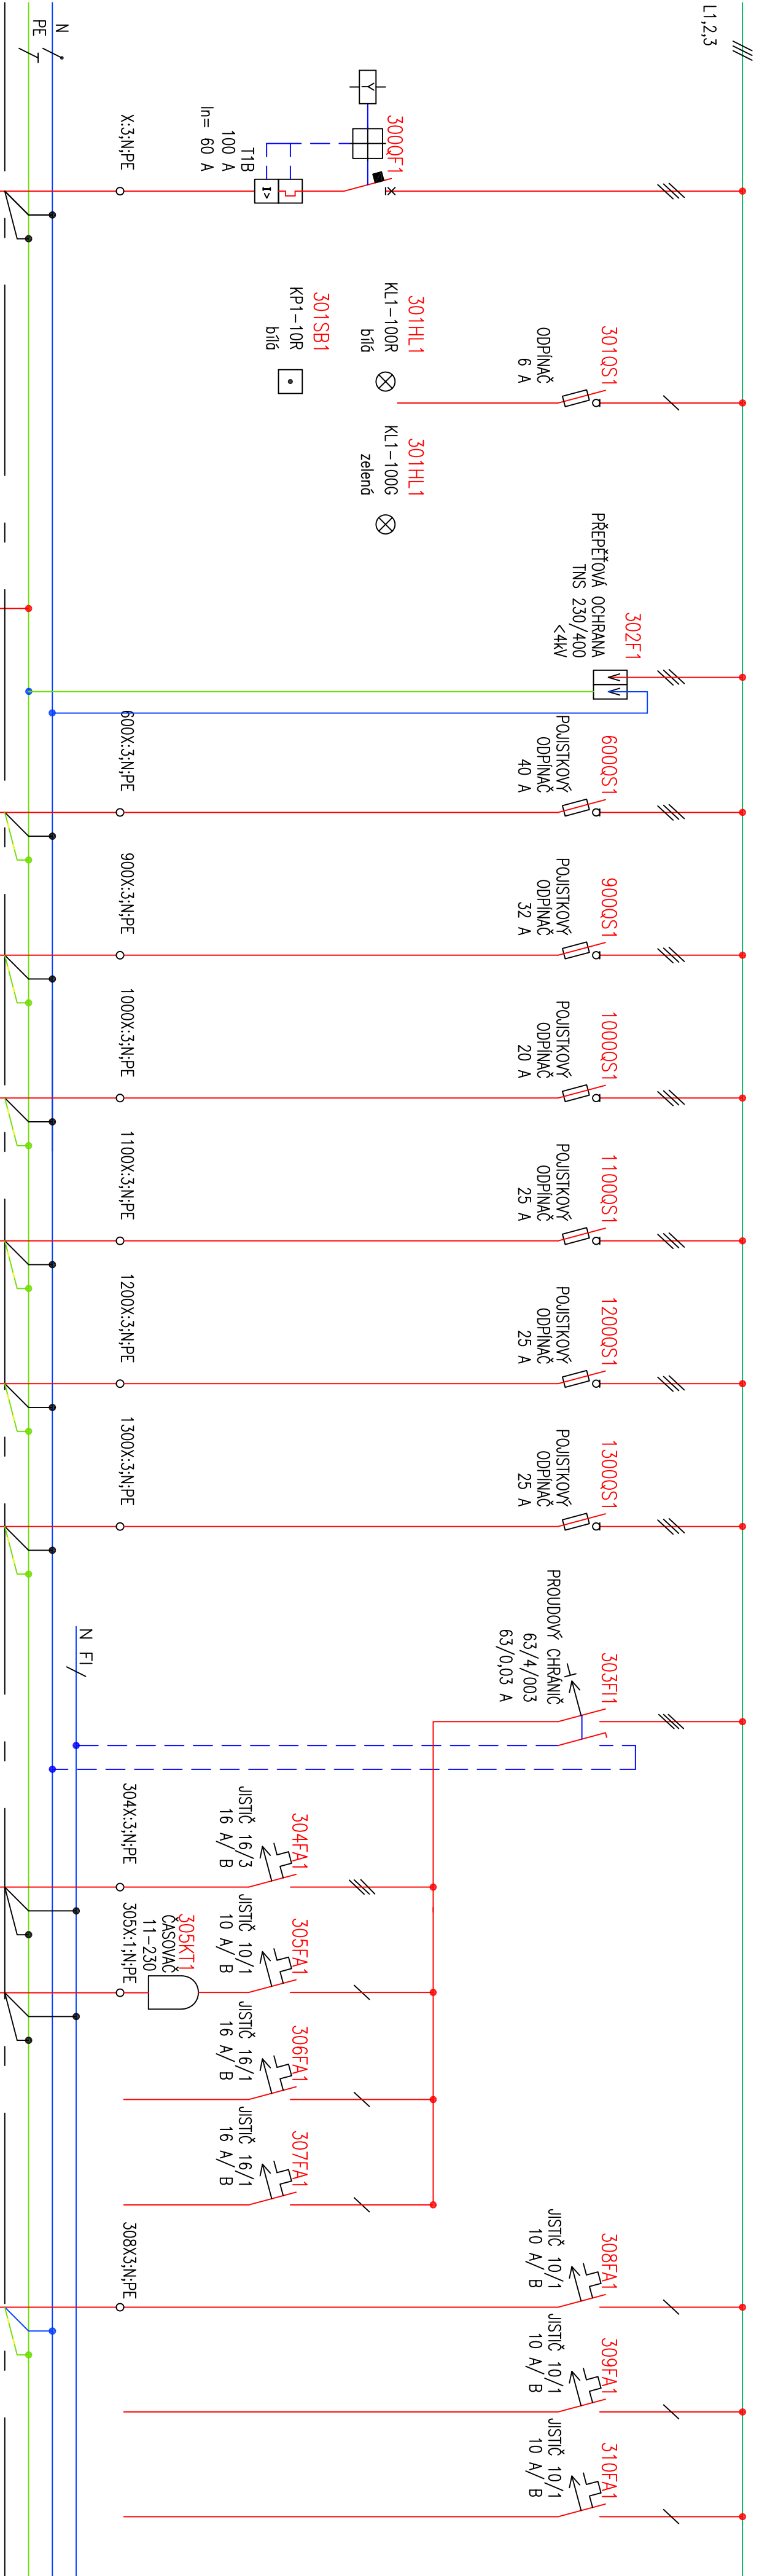 L1,2,3
N
PE
300QF1
T1B
100 A
In= 60 A
I>
X:3;N;PE
301QS1
ODPÍNAČ
6 A
301HL1
KL1-100R
bílá
301SB1
KP1-10R
bílá
301HL1
KL1-100G
zelená
302F1
PŘEPĚŤOVÁ OCHRANA
TNS 230/400
<4kV
600QS1
POJISTKOVÝ
ODPÍNAČ
40 A
600X:3;N;PE
900QS1
POJISTKOVÝ
ODPÍNAČ
32 A
900X:3;N;PE
1000QS1
POJISTKOVÝ
ODPÍNAČ
20 A
1000X:3;N;PE
1100QS1
POJISTKOVÝ
ODPÍNAČ
25 A
1100X:3;N;PE
1200QS1
POJISTKOVÝ
ODPÍNAČ
25 A
1200X:3;N;PE
1300QS1
POJISTKOVÝ
ODPÍNAČ
25 A
1300X:3;N;PE
303FI1
PROUDOVÝ CHRÁNIČ
63/4/003
63/0,03 A
N FI
304FA1
JISTIČ 16/3
16 A/ B
304X:3;N;PE
305FA1
JISTIČ 10/1
10 A/ B
305KT1
ČASOVAČ
11-230
305X:1;N;PE
306FA1
JISTIČ 16/1
16 A/ B
307FA1
JISTIČ 16/1
16 A/ B
308FA1
JISTIČ 10/1
10 A/ B
308X3;N;PE
309FA1
JISTIČ 10/1
10 A/ B
310FA1
JISTIČ 10/1
10 A/ B